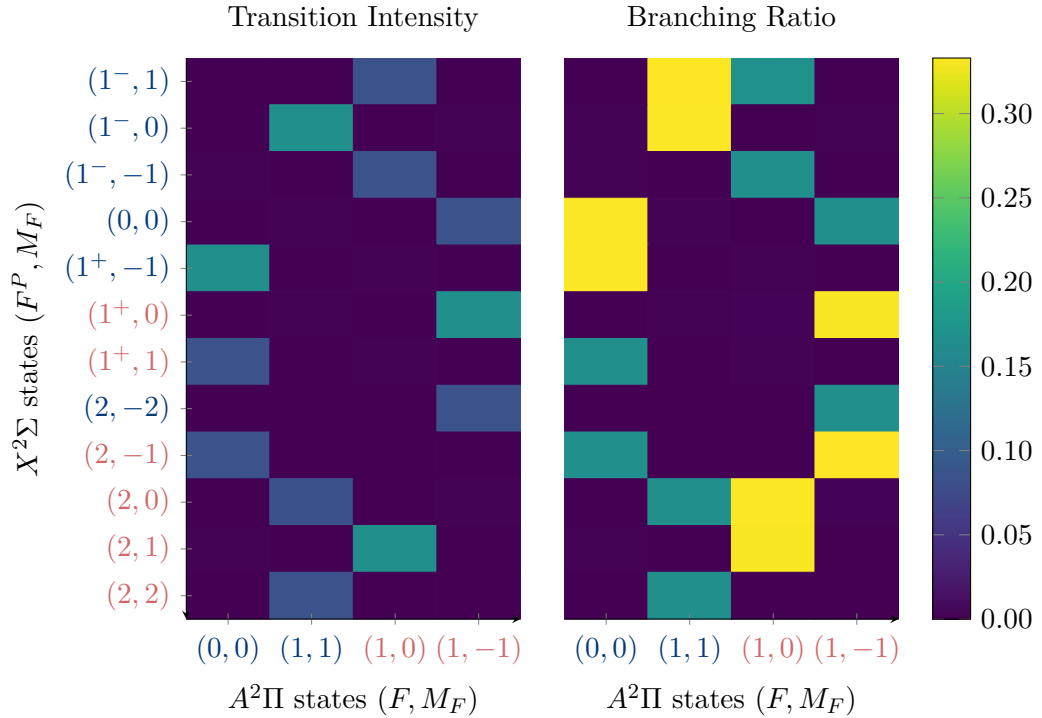 Transition Intensity
Branching Ratio
(1⁻, 1)
(1⁻, 0)
(1⁻, −1)
(0, 0)
(1⁺, −1)
(1⁺, 0)
(1⁺, 1)
(2, −2)
(2, −1)
(2, 0)
(2, 1)
(2, 2)
X²Σ states (Fᴾ, M_F)
(0, 0) (1, 1) (1, 0) (1, −1)
(0, 0) (1, 1) (1, 0) (1, −1)
A²Π states (F, M_F)
A²Π states (F, M_F)
0.30
0.25
0.20
0.15
0.10
0.05
0.00